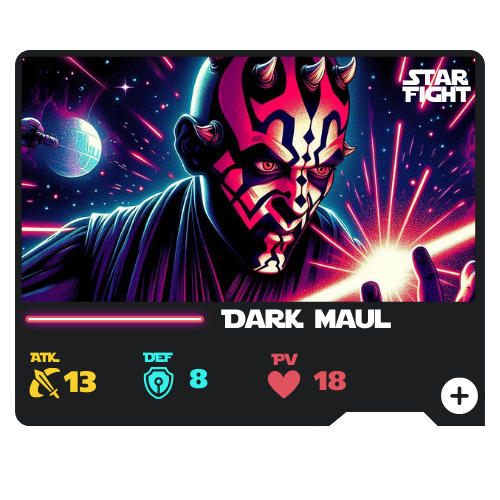 STAR
FIGHT
DARK MAUL
ATK DEF PV
13 8 18
+